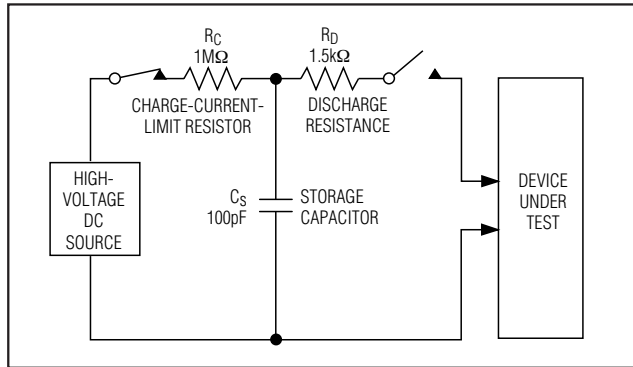 R_C
1MΩ
CHARGE-CURRENT-
LIMIT RESISTOR
R_D
1.5kΩ
DISCHARGE
RESISTANCE
HIGH-
VOLTAGE
DC
SOURCE
C_S
100pF
STORAGE
CAPACITOR
DEVICE
UNDER
TEST